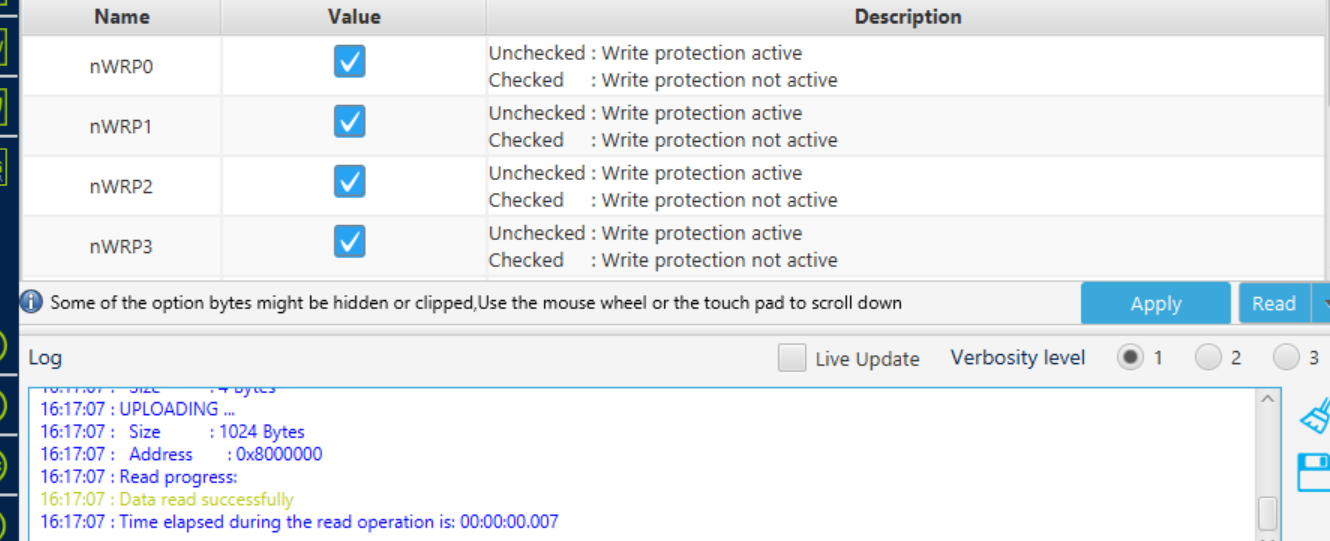 Name Value Description
nWRP0 Unchecked : Write protection active
Checked : Write protection not active
nWRP1 Unchecked : Write protection active
Checked : Write protection not active
nWRP2 Unchecked : Write protection active
Checked : Write protection not active
nWRP3 Unchecked : Write protection active
Checked : Write protection not active
Some of the option bytes might be hidden or clipped,Use the mouse wheel or the touch pad to scroll down Apply Read
Log Live Update Verbosity level 1 2 3
16:17:07 : Size : 4 Bytes
16:17:07 : UPLOADING ...
16:17:07 : Size : 1024 Bytes
16:17:07 : Address : 0x8000000
16:17:07 : Read progress:
16:17:07 : Data read successfully
16:17:07 : Time elapsed during the read operation is: 00:00:00.007